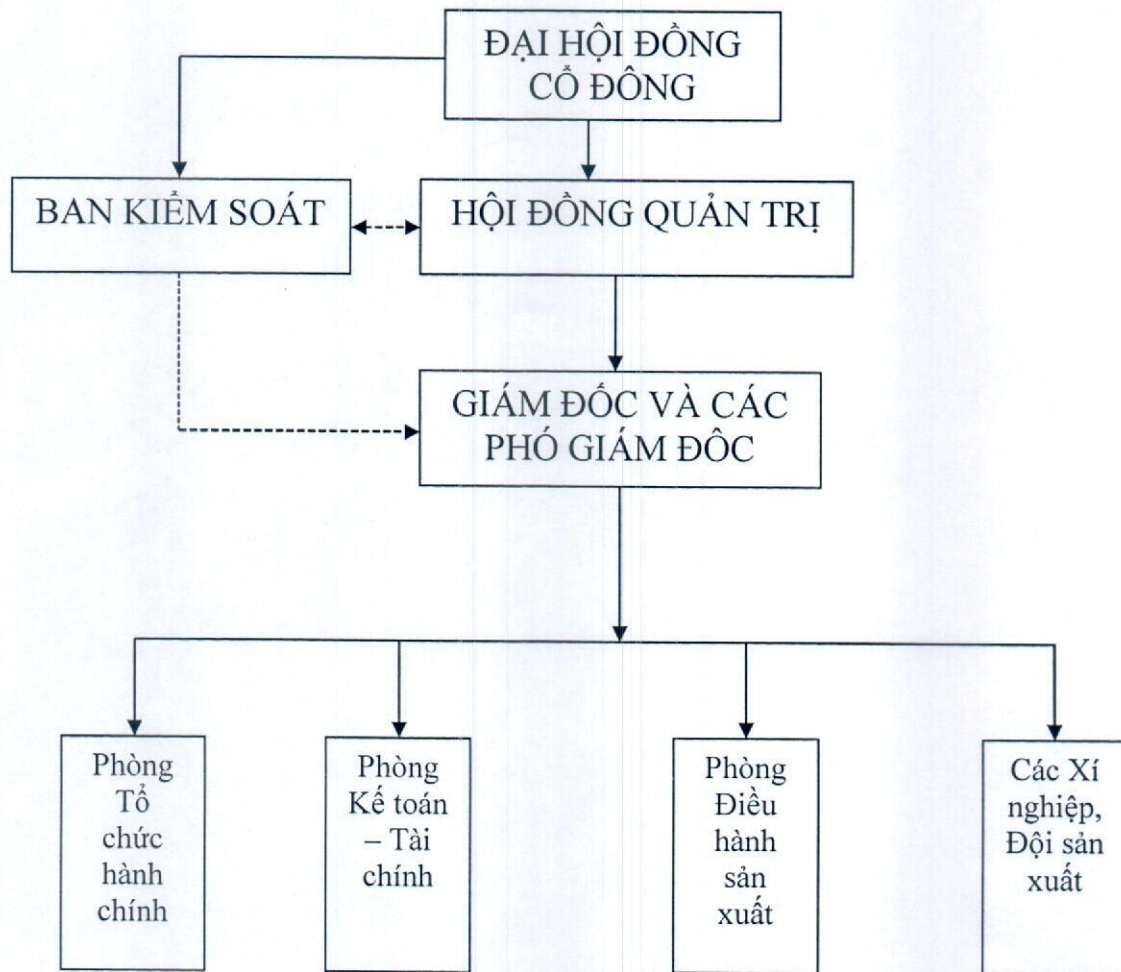 ĐẠI HỘI ĐỒNG
CỔ ĐÔNG
BAN KIỂM SOÁT
HỘI ĐỒNG QUẢN TRỊ
GIÁM ĐỐC VÀ CÁC
PHÓ GIÁM ĐÔC
Phòng
Tổ
chức
hành
chính
Phòng
Kế toán
– Tài
chính
Phòng
Điều
hành
sản
xuất
Các Xí
nghiệp,
Đội sản
xuất